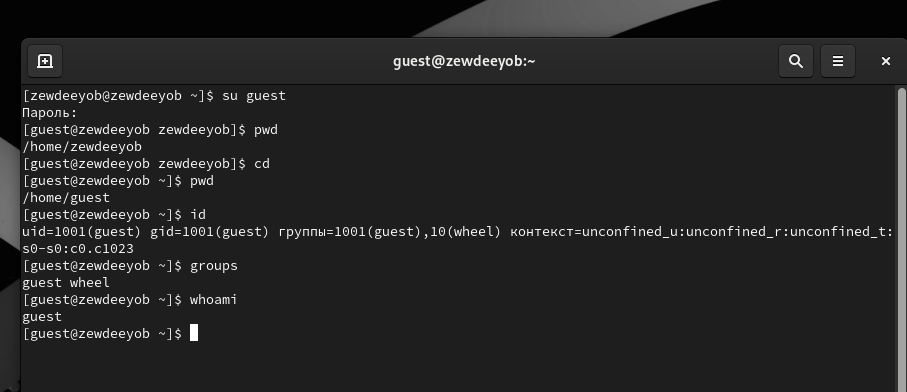 guest@zewdeeyob:~
[zewdeeyob@zewdeeyob ~]$ su guest
Пароль:
[guest@zewdeeyob zewdeeyob]$ pwd
/home/zewdeeyob
[guest@zewdeeyob zewdeeyob]$ cd
[guest@zewdeeyob ~]$ pwd
/home/guest
[guest@zewdeeyob ~]$ id
uid=1001(guest) gid=1001(guest) группы=1001(guest),10(wheel) контекст=unconfined_u:unconfined_r:unconfined_t:
s0-s0:c0.c1023
[guest@zewdeeyob ~]$ groups
guest wheel
[guest@zewdeeyob ~]$ whoami
guest
[guest@zewdeeyob ~]$